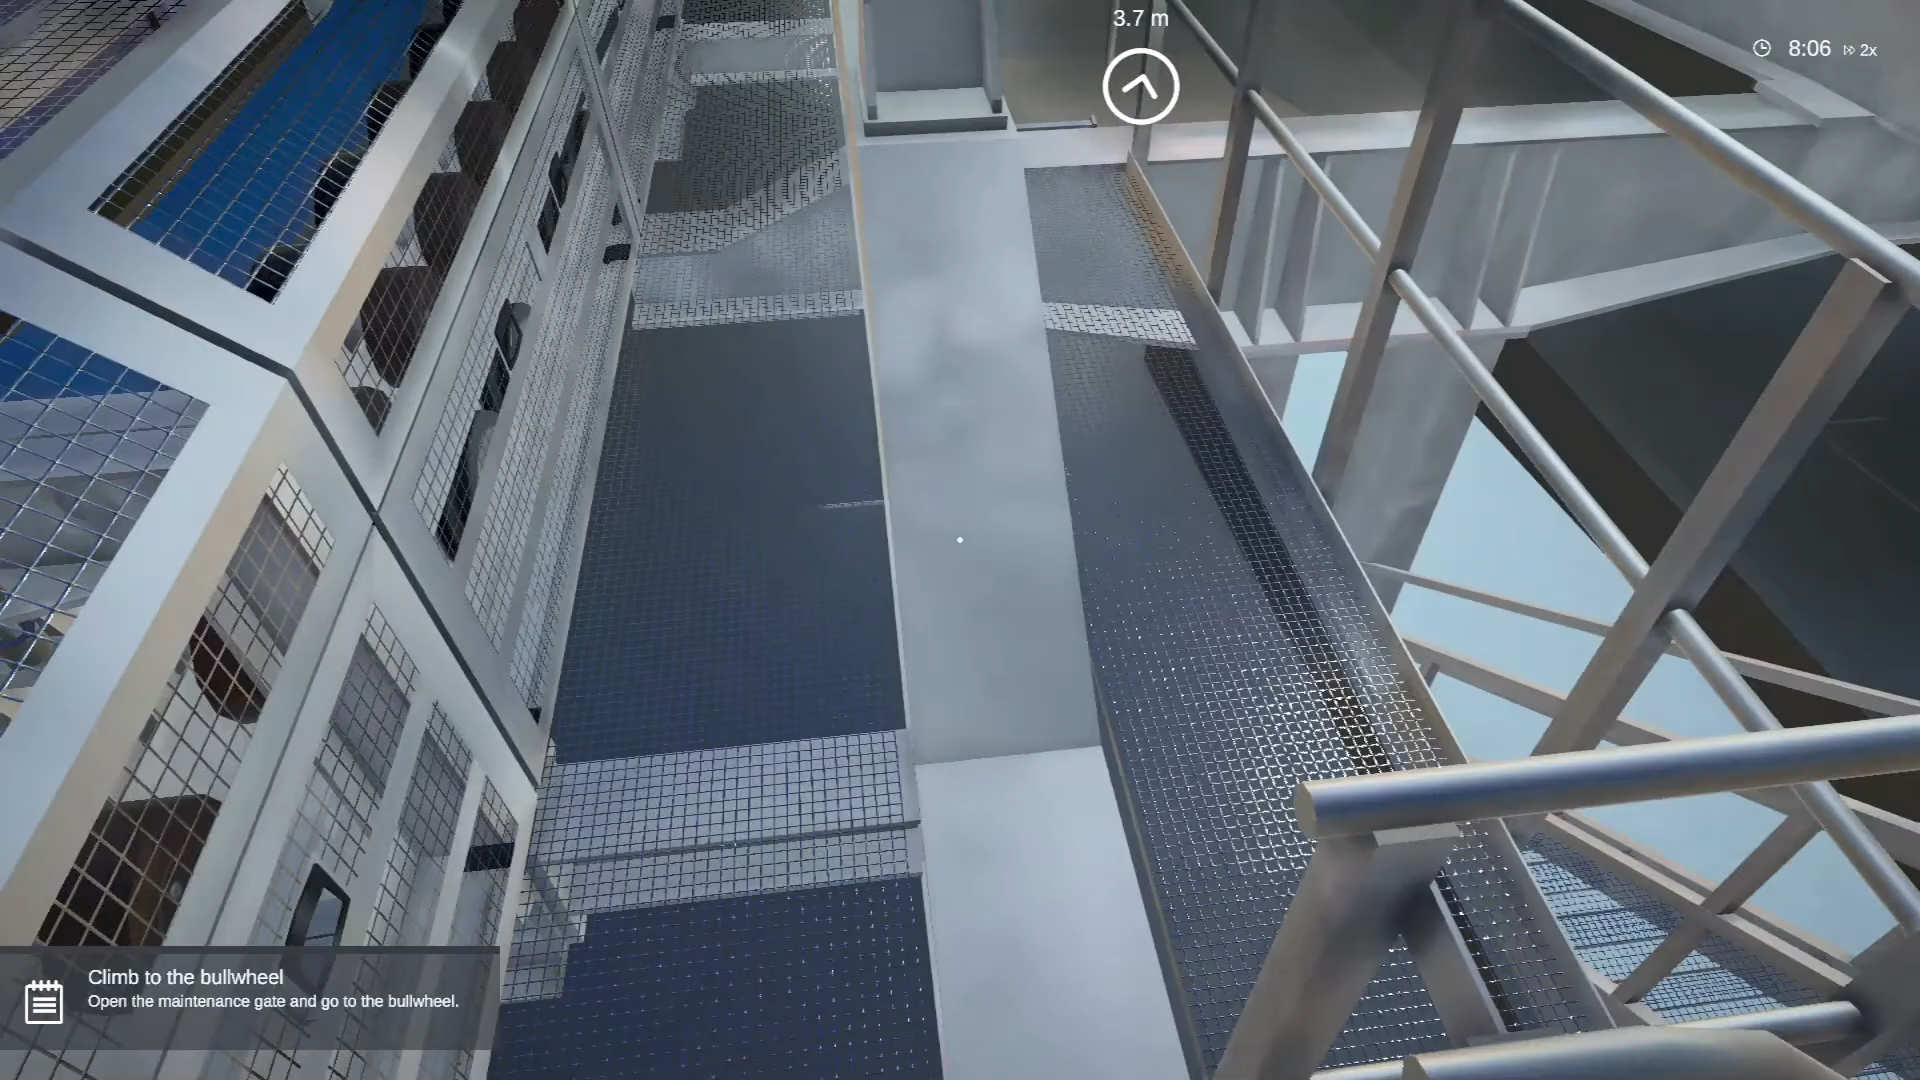 3.7 m
8:06 2x
Climb to the bullwheel
Open the maintenance gate and go to the bullwheel.